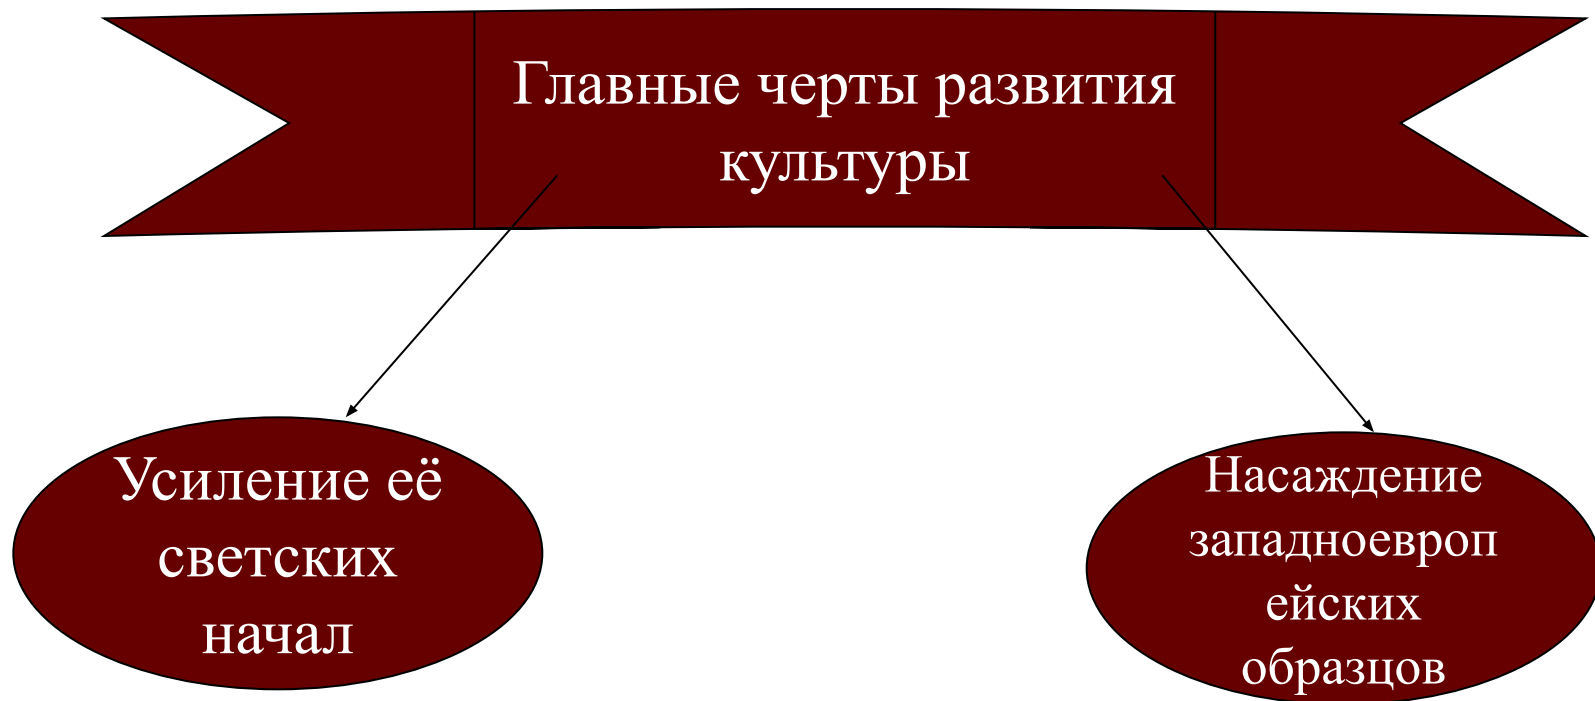 Главные черты развития
культуры
Усиление её
светских
начал
Насаждение
западноевроп
ейских
образцов